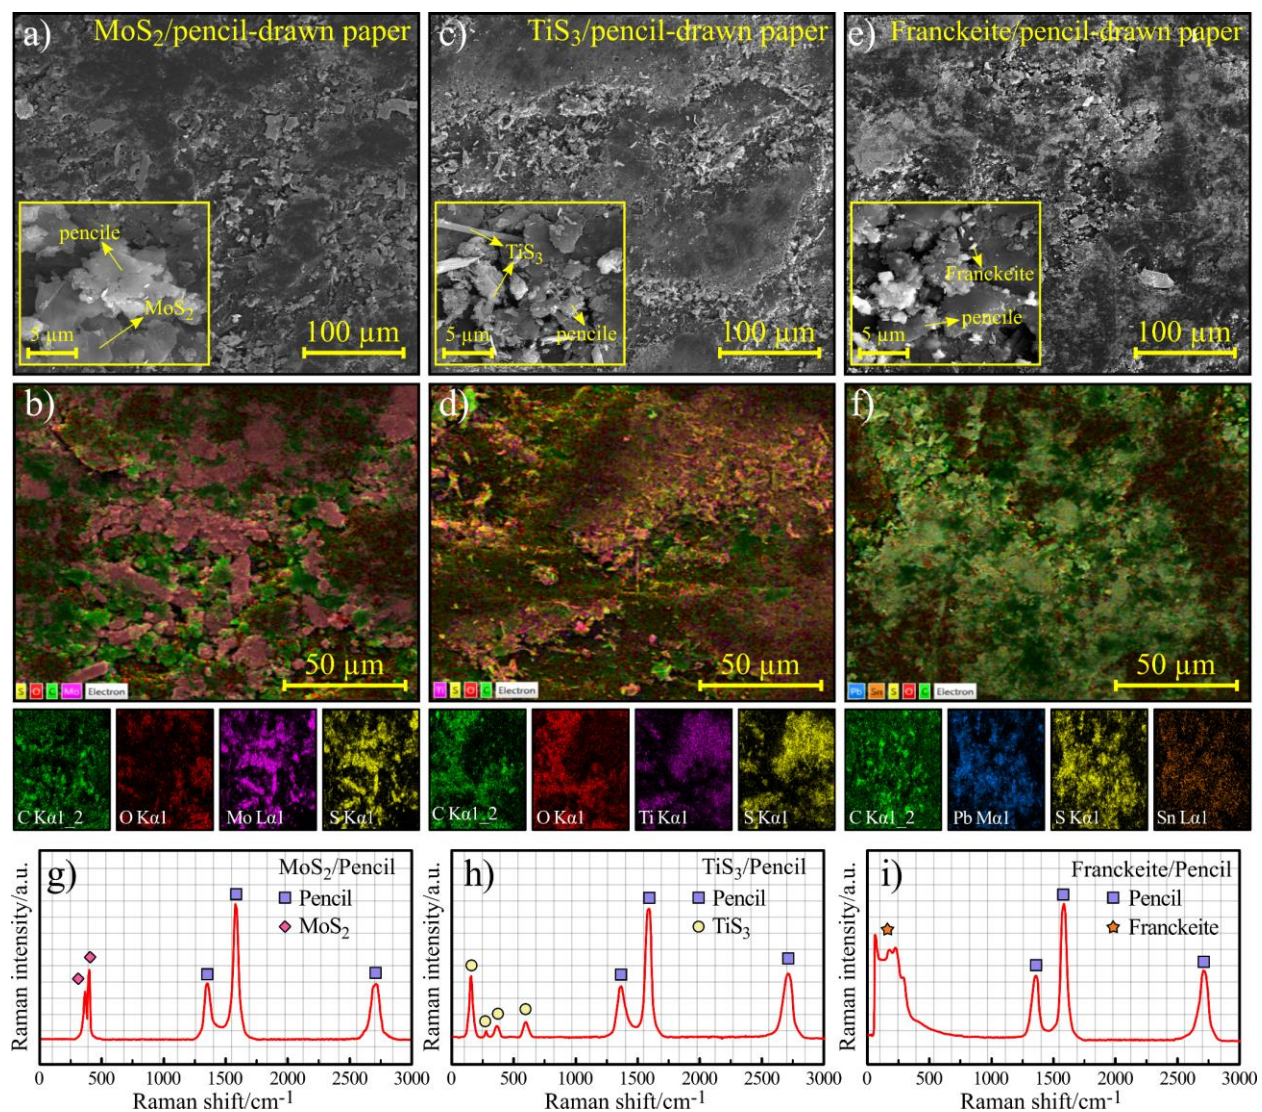 a) MoS2/pencil-drawn paper
pencile
MoS2
5 µm
100 µm
c) TiS3/pencil-drawn paper
TiS3
pencile
5 µm
100 µm
e) Franckeite/pencil-drawn paper
Franckeite
pencile
5 µm
100 µm
b)
50 µm
S O C Mo Electron
d)
50 µm
Ti S O C Electron
f)
50 µm
Pb Sn S O C Electron
C Kα1_2
O Kα1
Mo Lα1
S Kα1
C Kα1_2
O Kα1
Ti Kα1
S Kα1
C Kα1_2
Pb Mα1
S Kα1
Sn Lα1
g) MoS2/Pencil
Pencil
MoS2
Raman intensity/a.u.
0 500 1000 1500 2000 2500 3000
Raman shift/cm-1
h) TiS3/Pencil
Pencil
TiS3
Raman intensity/a.u.
0 500 1000 1500 2000 2500 3000
Raman shift/cm-1
i) Franckeite/Pencil
Pencil
Franckeite
Raman intensity/a.u.
0 500 1000 1500 2000 2500 3000
Raman shift/cm-1